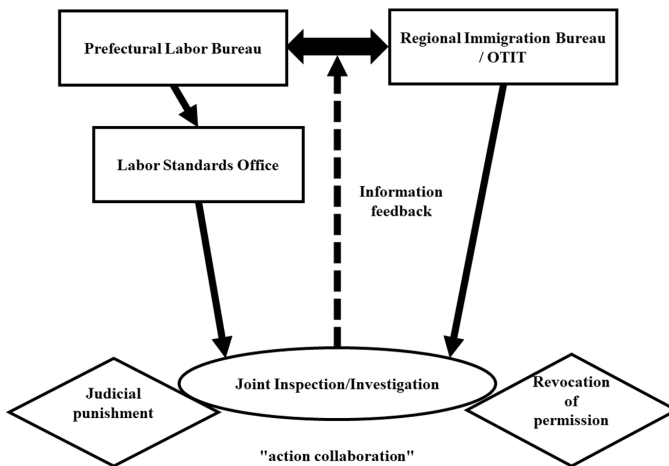 Prefectural Labor Bureau
Regional Immigration Bureau
/ OTIT
Labor Standards Office
Information
feedback
Joint Inspection/Investigation
Judicial
punishment
Revocation
of
permission
"action collaboration"